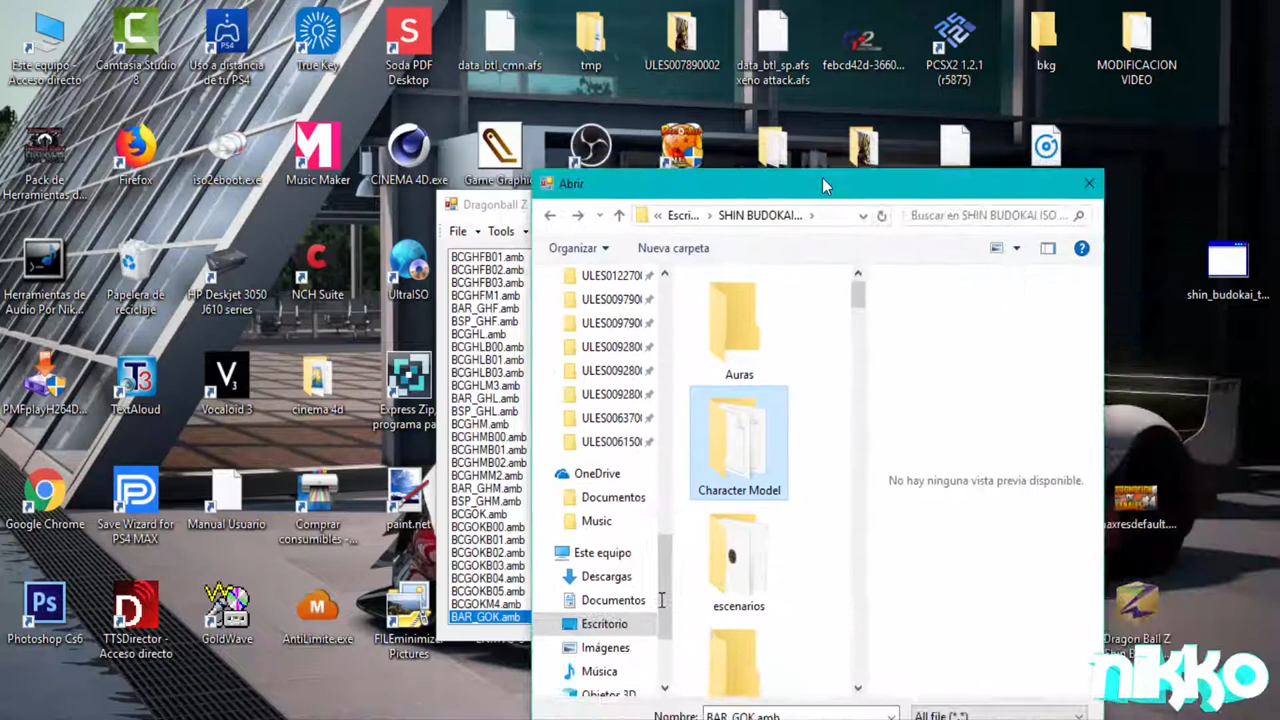 Este equipo -
Acceso directo
Camtasia Studio
8
Uso a distancia
de tu PS4
True Key
Soda PDF
Desktop
data_btl_cmn.afs
tmp
ULES007890002
data_btl_sp.afs
xeno attack.afs
febcd42d-3660...
PCSX2 1.2.1
(r5875)
bkg
MODIFICACION
VIDEO
Pack de
Herramientas d...
Firefox
iso2eboot.exe
Music Maker
CINEMA 4D.exe
Game Graphic
Herramientas de
Audio Por Nik...
Papelera de
reciclaje
HP Deskjet 3050
J610 series
NCH Suite
UltraISO
shin_budokai_t...
PMFplayH264D...
TextAloud
Vocaloid 3
cinema 4d
Express Zip,
programa pa
Google Chrome
Save Wizard for
PS4 MAX
Manual Usuario
Comprar
consumibles -...
paint.net
axresdefault....
Photoshop Cs6
TTSDirector -
Acceso directo
GoldWave
AntiLimite.exe
FILEminimizer
Pictures
Dragon Ball Z
Dragonball Z
File
Tools
BCGHFB01.amb
BCGHFB02.amb
BCGHFB03.amb
BCGHFM1.amb
BAR_GHF.amb
BSP_GHF.amb
BCGHL.amb
BCGHLB00.amb
BCGHLB01.amb
BCGHLB03.amb
BCGHLM3.amb
BAR_GHL.amb
BSP_GHL.amb
BCGHM.amb
BCGHMB00.amb
BCGHMB01.amb
BCGHMB02.amb
BCGHMM2.amb
BAR_GHM.amb
BSP_GHM.amb
BCGOK.amb
BCGOKB00.amb
BCGOKB01.amb
BCGOKB02.amb
BCGOKB03.amb
BCGOKB04.amb
BCGOKB05.amb
BCGOKM4.amb
BAR_GOK.amb
Abrir
« Escri... > SHIN BUDOKAI... >
Buscar en SHIN BUDOKAI ISO ...
Organizar
Nueva carpeta
ULES012270
ULES009790
ULES009790
ULES009280
ULES009280
ULES009280
ULES006370
ULES006150
OneDrive
Documentos
Music
Este equipo
Descargas
Documentos
Escritorio
Imágenes
Música
Objetos 3D
Auras
Character Model
escenarios
No hay ninguna vista previa disponible.
Nombre:
BAR_GOK.amb
All file (*.*)
nikko